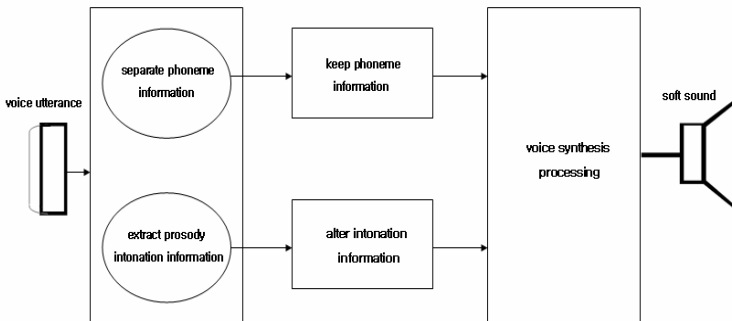 voice utterance
separate phoneme
information
keep phoneme
information
extract prosody
intonation information
alter intonation
information
voice synthesis
processing
soft sound